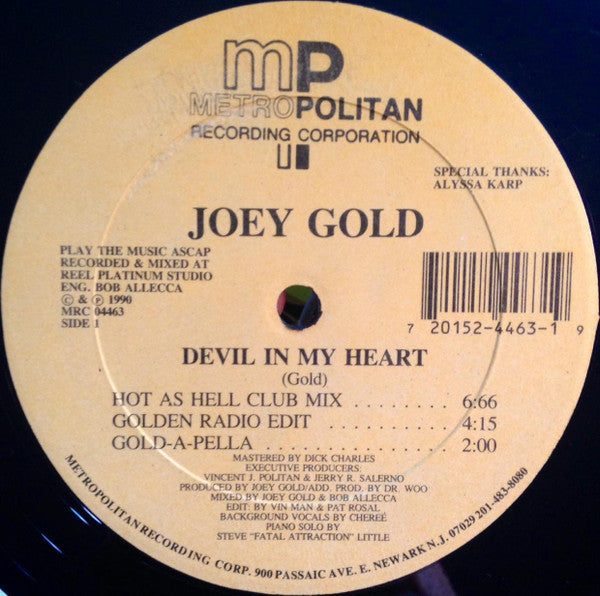 mp
METROPOLITAN
RECORDING CORPORATION
SPECIAL THANKS:
ALYSSA KARP
JOEY GOLD
PLAY THE MUSIC ASCAP
RECORDED & MIXED AT
REEL PLATINUM STUDIO
ENG. BOB ALLECCA
© & ℗ 1990
MRC 04463
SIDE 1
7 20152-4463-1 9
DEVIL IN MY HEART
(Gold)
HOT AS HELL CLUB MIX . . . . . . . . . 6:66
GOLDEN RADIO EDIT . . . . . . . . . . . 4:15
GOLD-A-PELLA . . . . . . . . . . . . . . . . 2:00
MASTERED BY DICK CHARLES
EXECUTIVE PRODUCERS:
VINCENT J. POLITAN & JERRY R. SALERNO
PRODUCED BY JOEY GOLD/ADD. PROD. BY DR. WOO
MIXED BY JOEY GOLD & BOB ALLECCA
EDIT: BY VIN MAN & PAT ROSAL
BACKGROUND VOCALS BY CHEREÉ
PIANO SOLO BY
STEVE "FATAL ATTRACTION" LITTLE
METROPOLITAN RECORDING CORP. 900 PASSAIC AVE. E. NEWARK N.J. 07029 201-483-8080